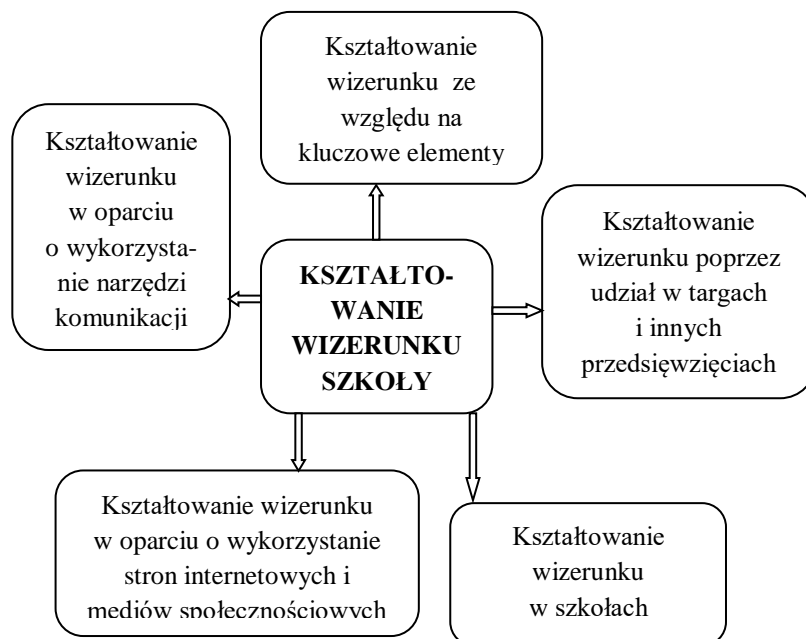 Kształtowanie
wizerunku ze
względu na
kluczowe elementy
Kształtowanie
wizerunku
w oparciu
o wykorzysta-
nie narzędzi
komunikacji
KSZTAŁTO-
WANIE
WIZERUNKU
SZKOŁY
Kształtowanie
wizerunku poprzez
udział w targach
i innych
przedsięwzięciach
Kształtowanie wizerunku
w oparciu o wykorzystanie
stron internetowych i
mediów społecznościowych
Kształtowanie
wizerunku
w szkołach